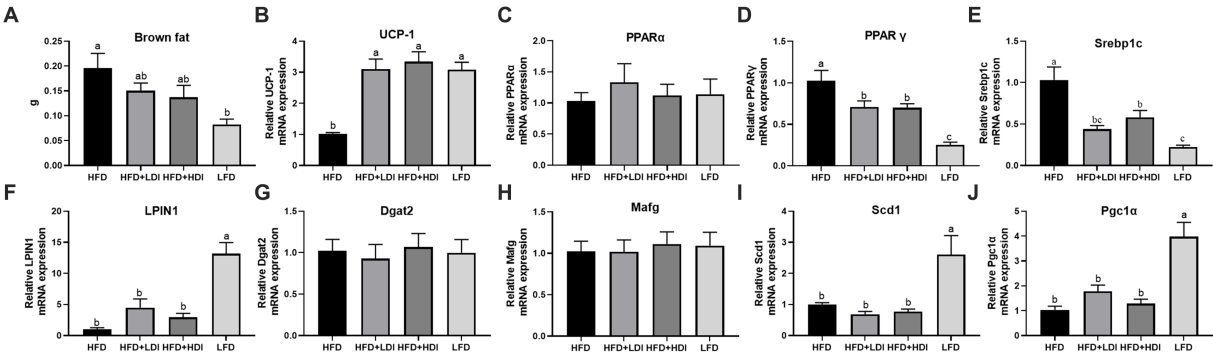 A
Brown fat
g
0.25
0.20
0.15
0.10
0.05
0.00
a
ab
ab
b
HFD
HFD+LDI
HFD+HDI
LFD
B
UCP-1
Relative UCP-1
mRNA expression
4
3
2
1
0
b
a
a
a
HFD
HFD+LDI
HFD+HDI
LFD
C
PPARα
Relative PPARα
mRNA expression
2.0
1.5
1.0
0.5
0.0
HFD
HFD+LDI
HFD+HDI
LFD
D
PPAR γ
Relative PPARγ
mRNA expression
1.5
1.0
0.5
0.0
a
b
b
c
HFD
HFD+LDI
HFD+HDI
LFD
E
Srebp1c
Relative Srebp1c
mRNA expression
1.5
1.0
0.5
0.0
a
bc
b
c
HFD
HFD+LDI
HFD+HDI
LFD
F
LPIN1
Relative LPIN1
mRNA expression
20
15
10
5
0
b
b
b
a
HFD
HFD+LDI
HFD+HDI
LFD
G
Dgat2
Relative Dgat2
mRNA expression
1.5
1.0
0.5
0.0
HFD
HFD+LDI
HFD+HDI
LFD
H
Mafg
Relative Mafg
mRNA expression
1.5
1.0
0.5
0.0
HFD
HFD+LDI
HFD+HDI
LFD
I
Scd1
Relative Scd1
mRNA expression
4
3
2
1
0
b
b
b
a
HFD
HFD+LDI
HFD+HDI
LFD
J
Pgc1α
Relative Pgc1α
mRNA expression
5
4
3
2
1
0
b
b
b
a
HFD
HFD+LDI
HFD+HDI
LFD